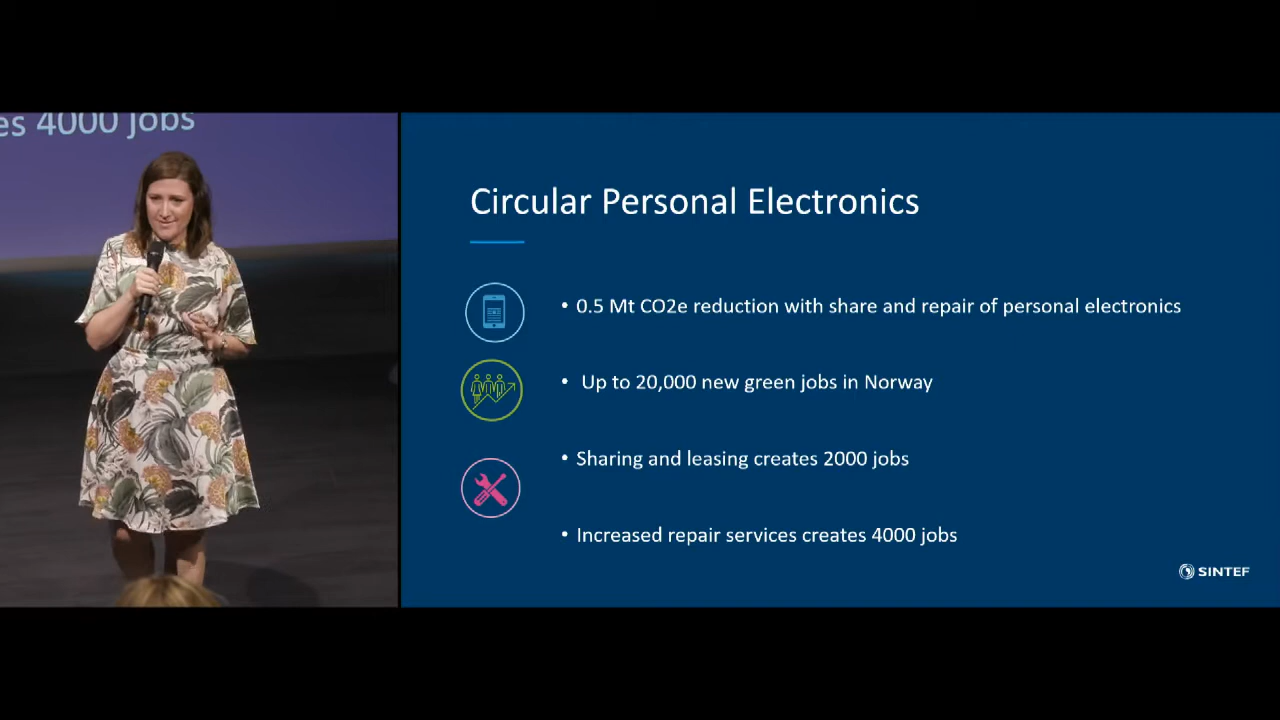 es 4000 jobs
Circular Personal Electronics
• 0.5 Mt CO2e reduction with share and repair of personal electronics
• Up to 20,000 new green jobs in Norway
• Sharing and leasing creates 2000 jobs
• Increased repair services creates 4000 jobs
SINTEF